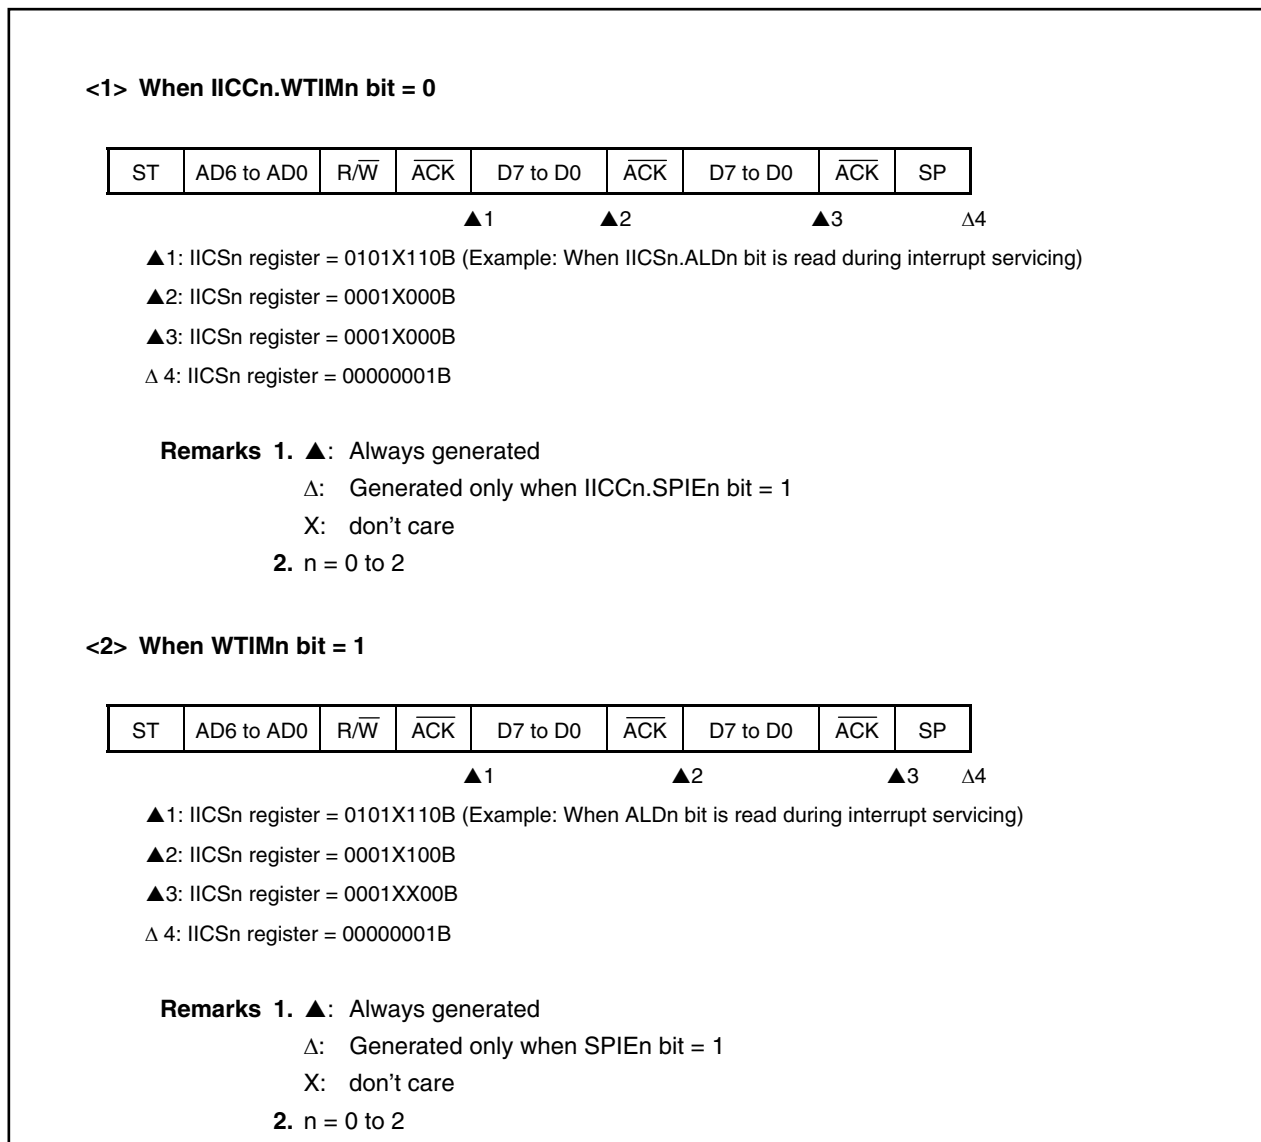 <1> When IICCn.WTIMn bit = 0
ST AD6 to AD0 R/W̅ A̅C̅K̅ D7 to D0 A̅C̅K̅ D7 to D0 A̅C̅K̅ SP
▲1 ▲2 ▲3 Δ4
▲1: IICSn register = 0101X110B (Example: When IICSn.ALDn bit is read during interrupt servicing)
▲2: IICSn register = 0001X000B
▲3: IICSn register = 0001X000B
Δ 4: IICSn register = 00000001B
Remarks 1. ▲: Always generated
Δ: Generated only when IICCn.SPIEn bit = 1
X: don't care
2. n = 0 to 2
<2> When WTIMn bit = 1
ST AD6 to AD0 R/W̅ A̅C̅K̅ D7 to D0 A̅C̅K̅ D7 to D0 A̅C̅K̅ SP
▲1 ▲2 ▲3 Δ4
▲1: IICSn register = 0101X110B (Example: When ALDn bit is read during interrupt servicing)
▲2: IICSn register = 0001X100B
▲3: IICSn register = 0001XX00B
Δ 4: IICSn register = 00000001B
Remarks 1. ▲: Always generated
Δ: Generated only when SPIEn bit = 1
X: don't care
2. n = 0 to 2